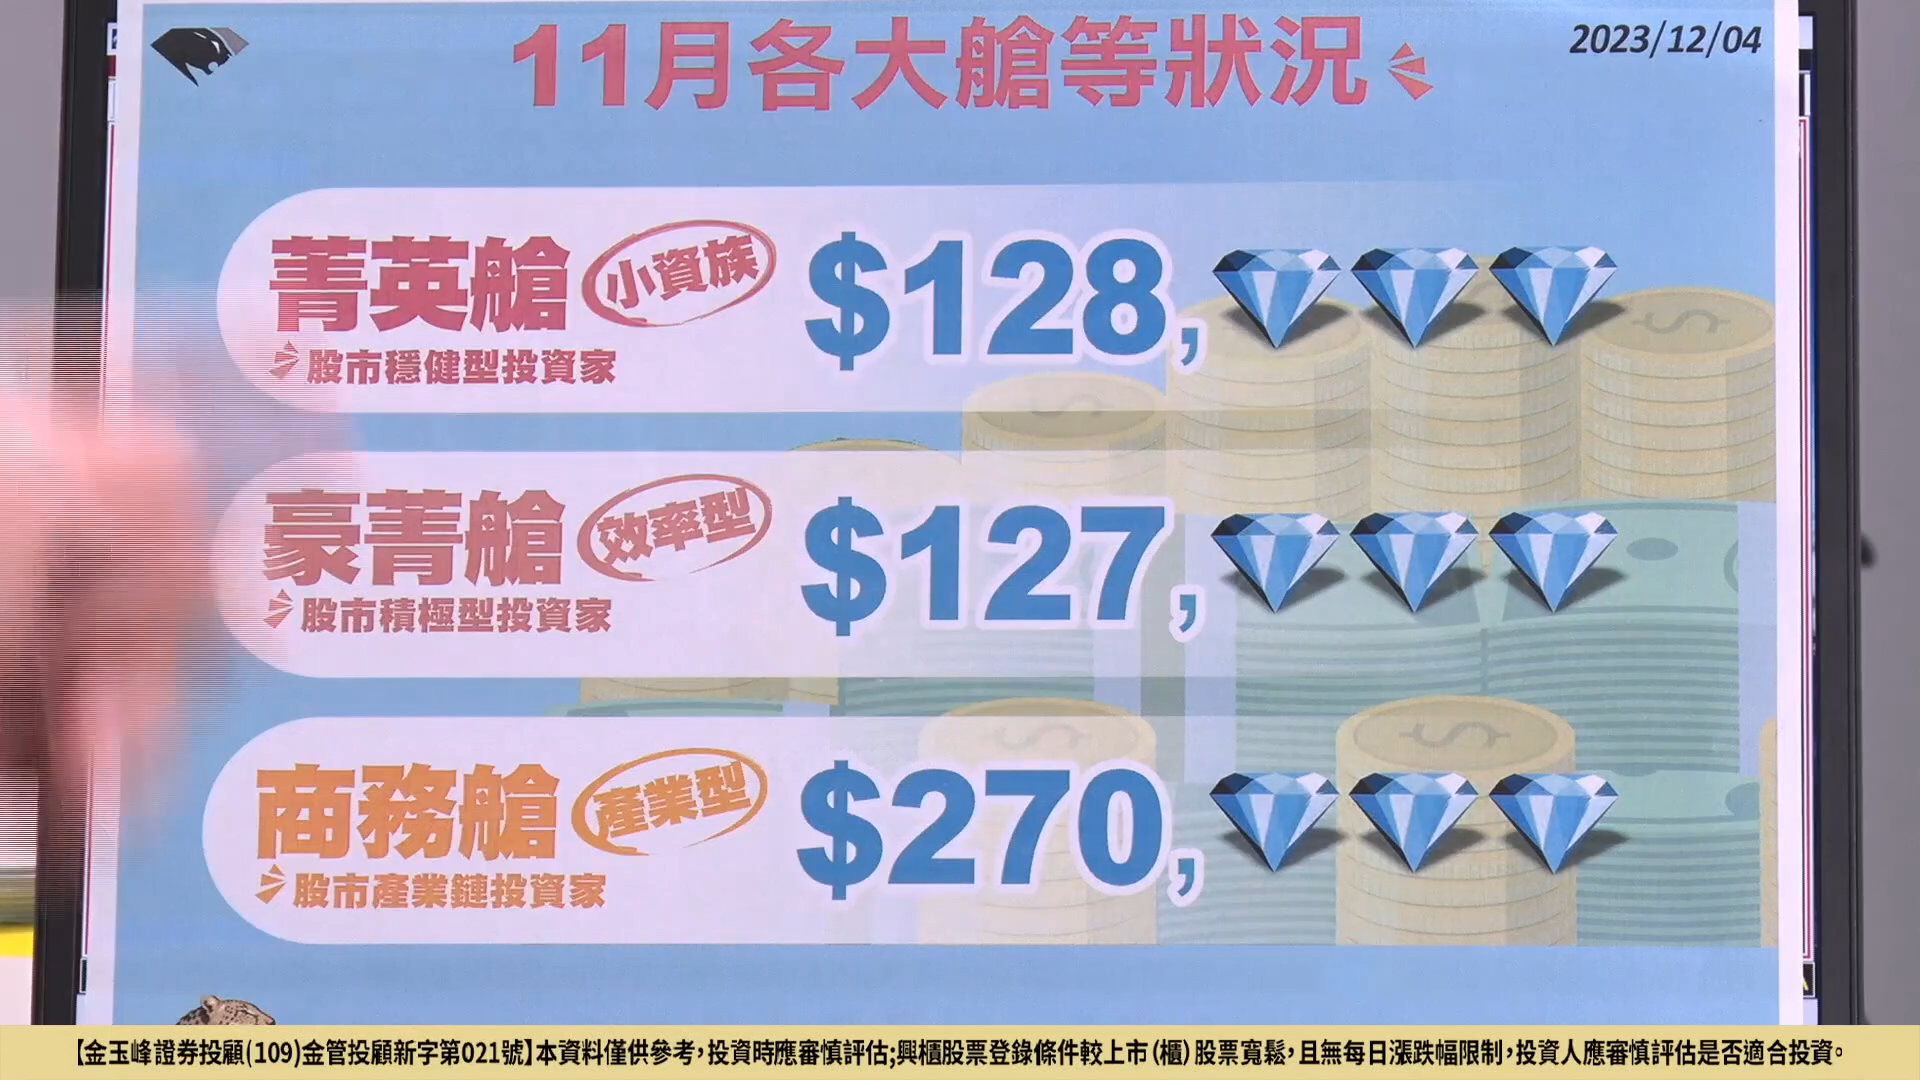 11月各大艙等狀況
2023/12/04
菁英艙 小資族 $128,
股市穩健型投資家
豪菁艙 效率型 $127,
股市積極型投資家
商務艙 產業型 $270,
股市產業鏈投資家
【金玉峰證券投顧(109)金管投顧新字第021號】本資料僅供參考,投資時應審慎評估;興櫃股票登錄條件較上市(櫃)股票寬鬆,且無每日漲跌幅限制,投資人應審慎評估是否適合投資。